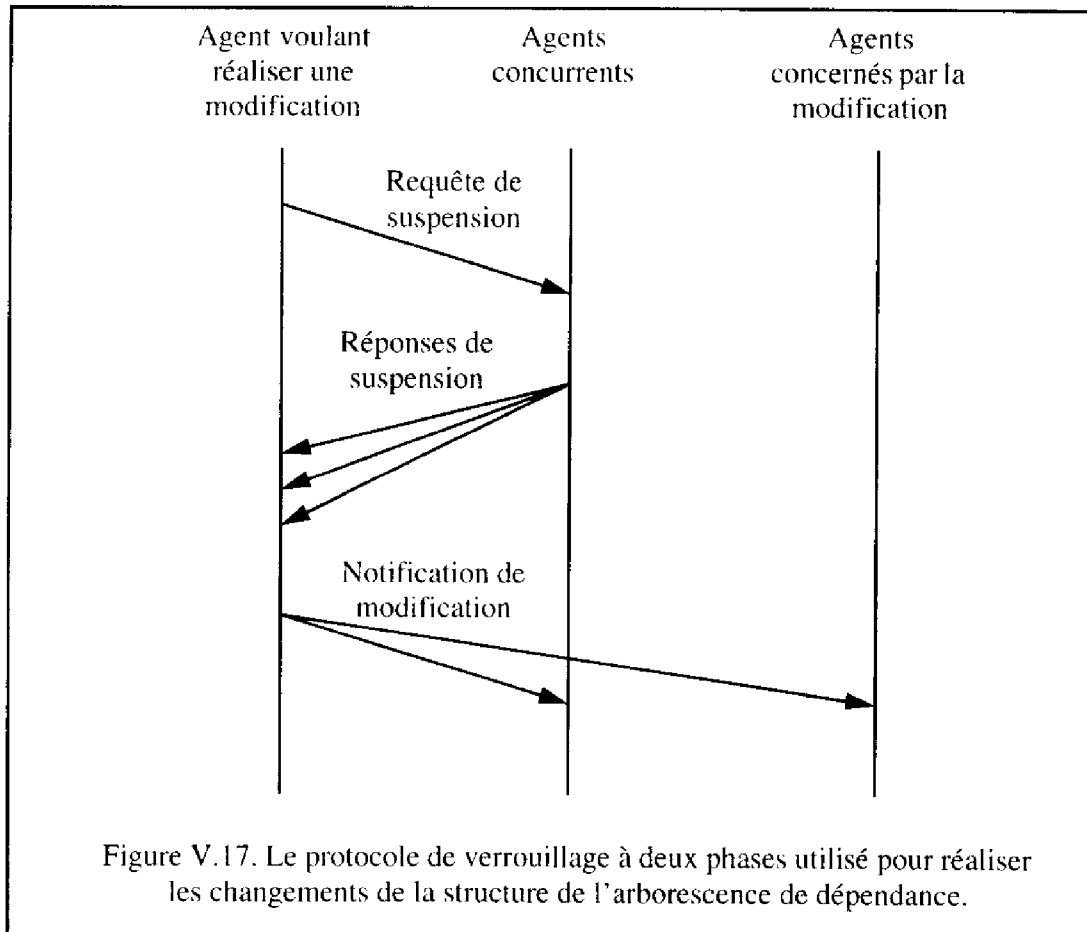 Agent voulant
réaliser une
modification
Agents
concurrents
Agents
concernés par la
modification
Requête de
suspension
Réponses de
suspension
Notification de
modification
Figure V.17. Le protocole de verrouillage à deux phases utilisé pour réaliser
les changements de la structure de l'arborescence de dépendance.